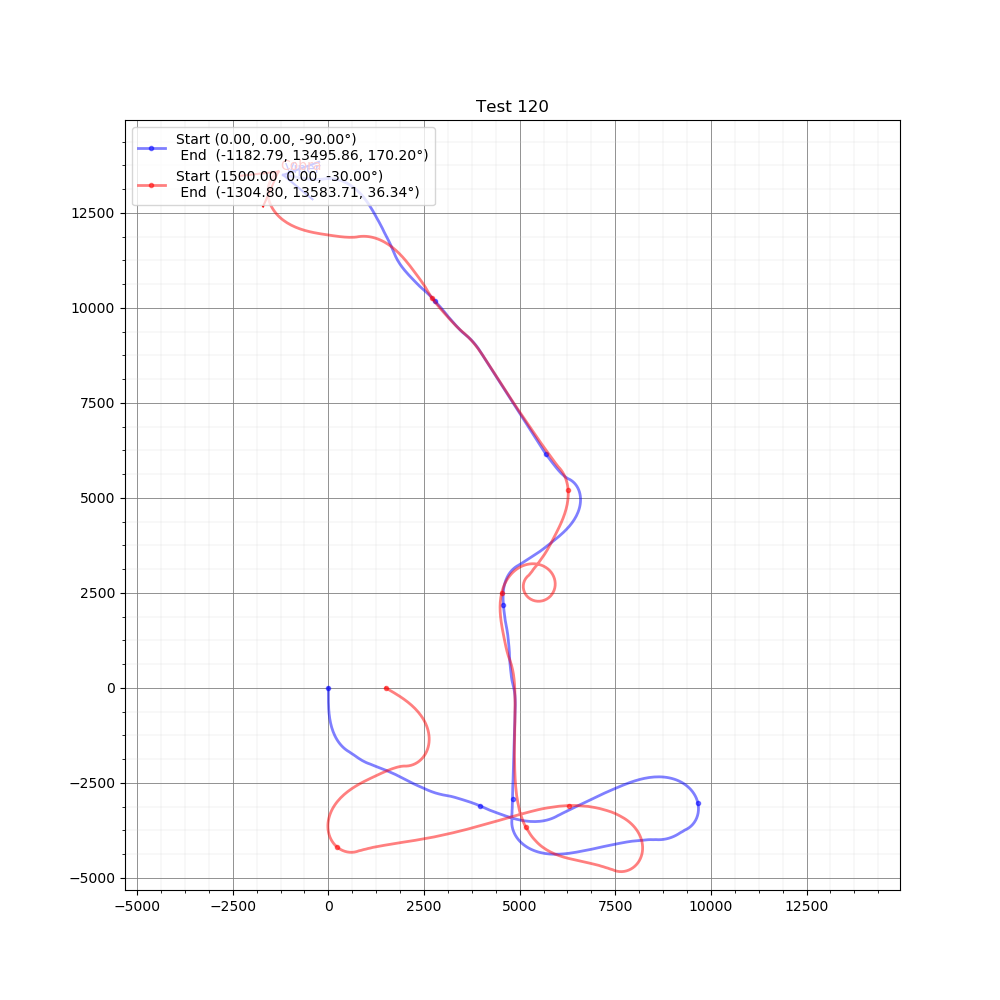 Test 120
Start (0.00, 0.00, -90.00°)
End (-1182.79, 13495.86, 170.20°)
Start (1500.00, 0.00, -30.00°)
End (-1304.80, 13583.71, 36.34°)
12500
10000
7500
5000
2500
0
−2500
−5000
−5000 −2500 0 2500 5000 7500 10000 12500